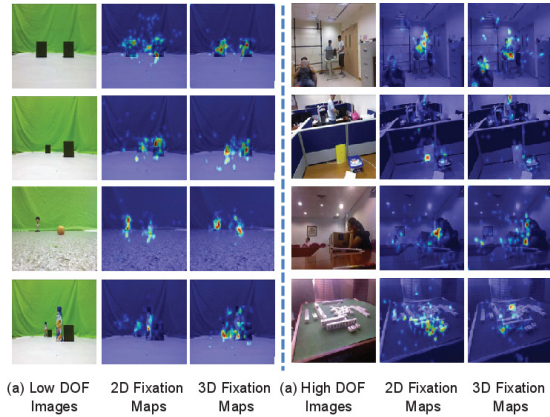 (a) Low DOF Images
2D Fixation Maps
3D Fixation Maps
(a) High DOF Images
2D Fixation Maps
3D Fixation Maps